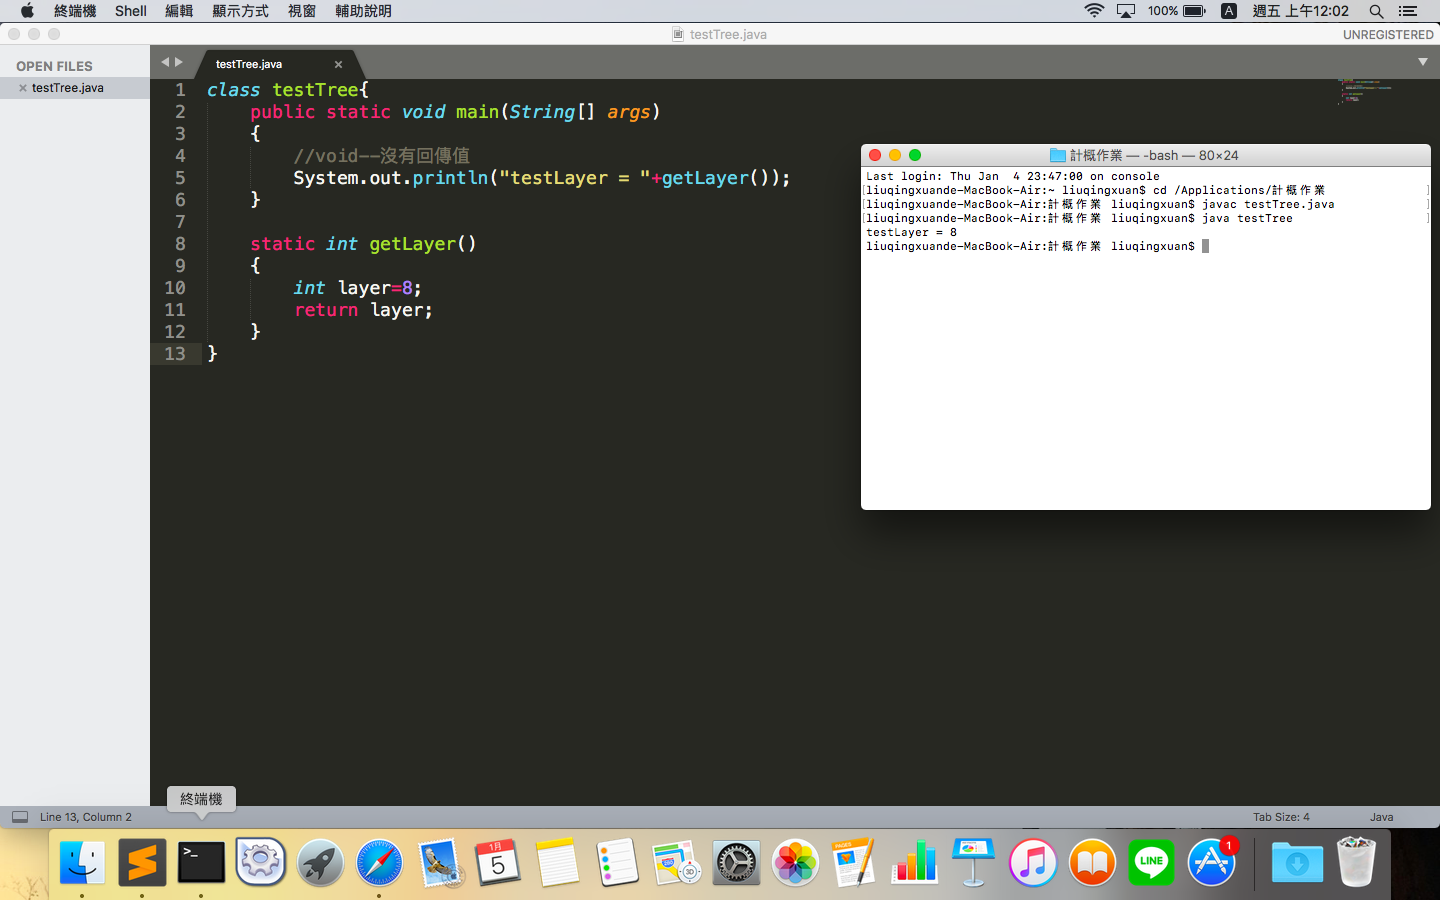 終端機 Shell 編輯 顯示方式 視窗 輔助說明 100% A 週五 上午12:02
testTree.java UNREGISTERED
OPEN FILES
testTree.java
testTree.java
1 class testTree{
2 public static void main(String[] args)
3 {
4 //void--沒有回傳值
5 System.out.println("testLayer = "+getLayer());
6 }
7
8 static int getLayer()
9 {
10 int layer=8;
11 return layer;
12 }
13 }
計概作業 — -bash — 80×24
Last login: Thu Jan  4 23:47:00 on console
[liuqingxuande-MacBook-Air:~ liuqingxuan$ cd /Applications/計概作業 ]
[liuqingxuande-MacBook-Air:計概作業 liuqingxuan$ javac testTree.java ]
[liuqingxuande-MacBook-Air:計概作業 liuqingxuan$ java testTree ]
testLayer = 8
liuqingxuande-MacBook-Air:計概作業 liuqingxuan$
終端機
Line 13, Column 2 Tab Size: 4 Java
>_
1月
5
3D
PAGES
LINE
1